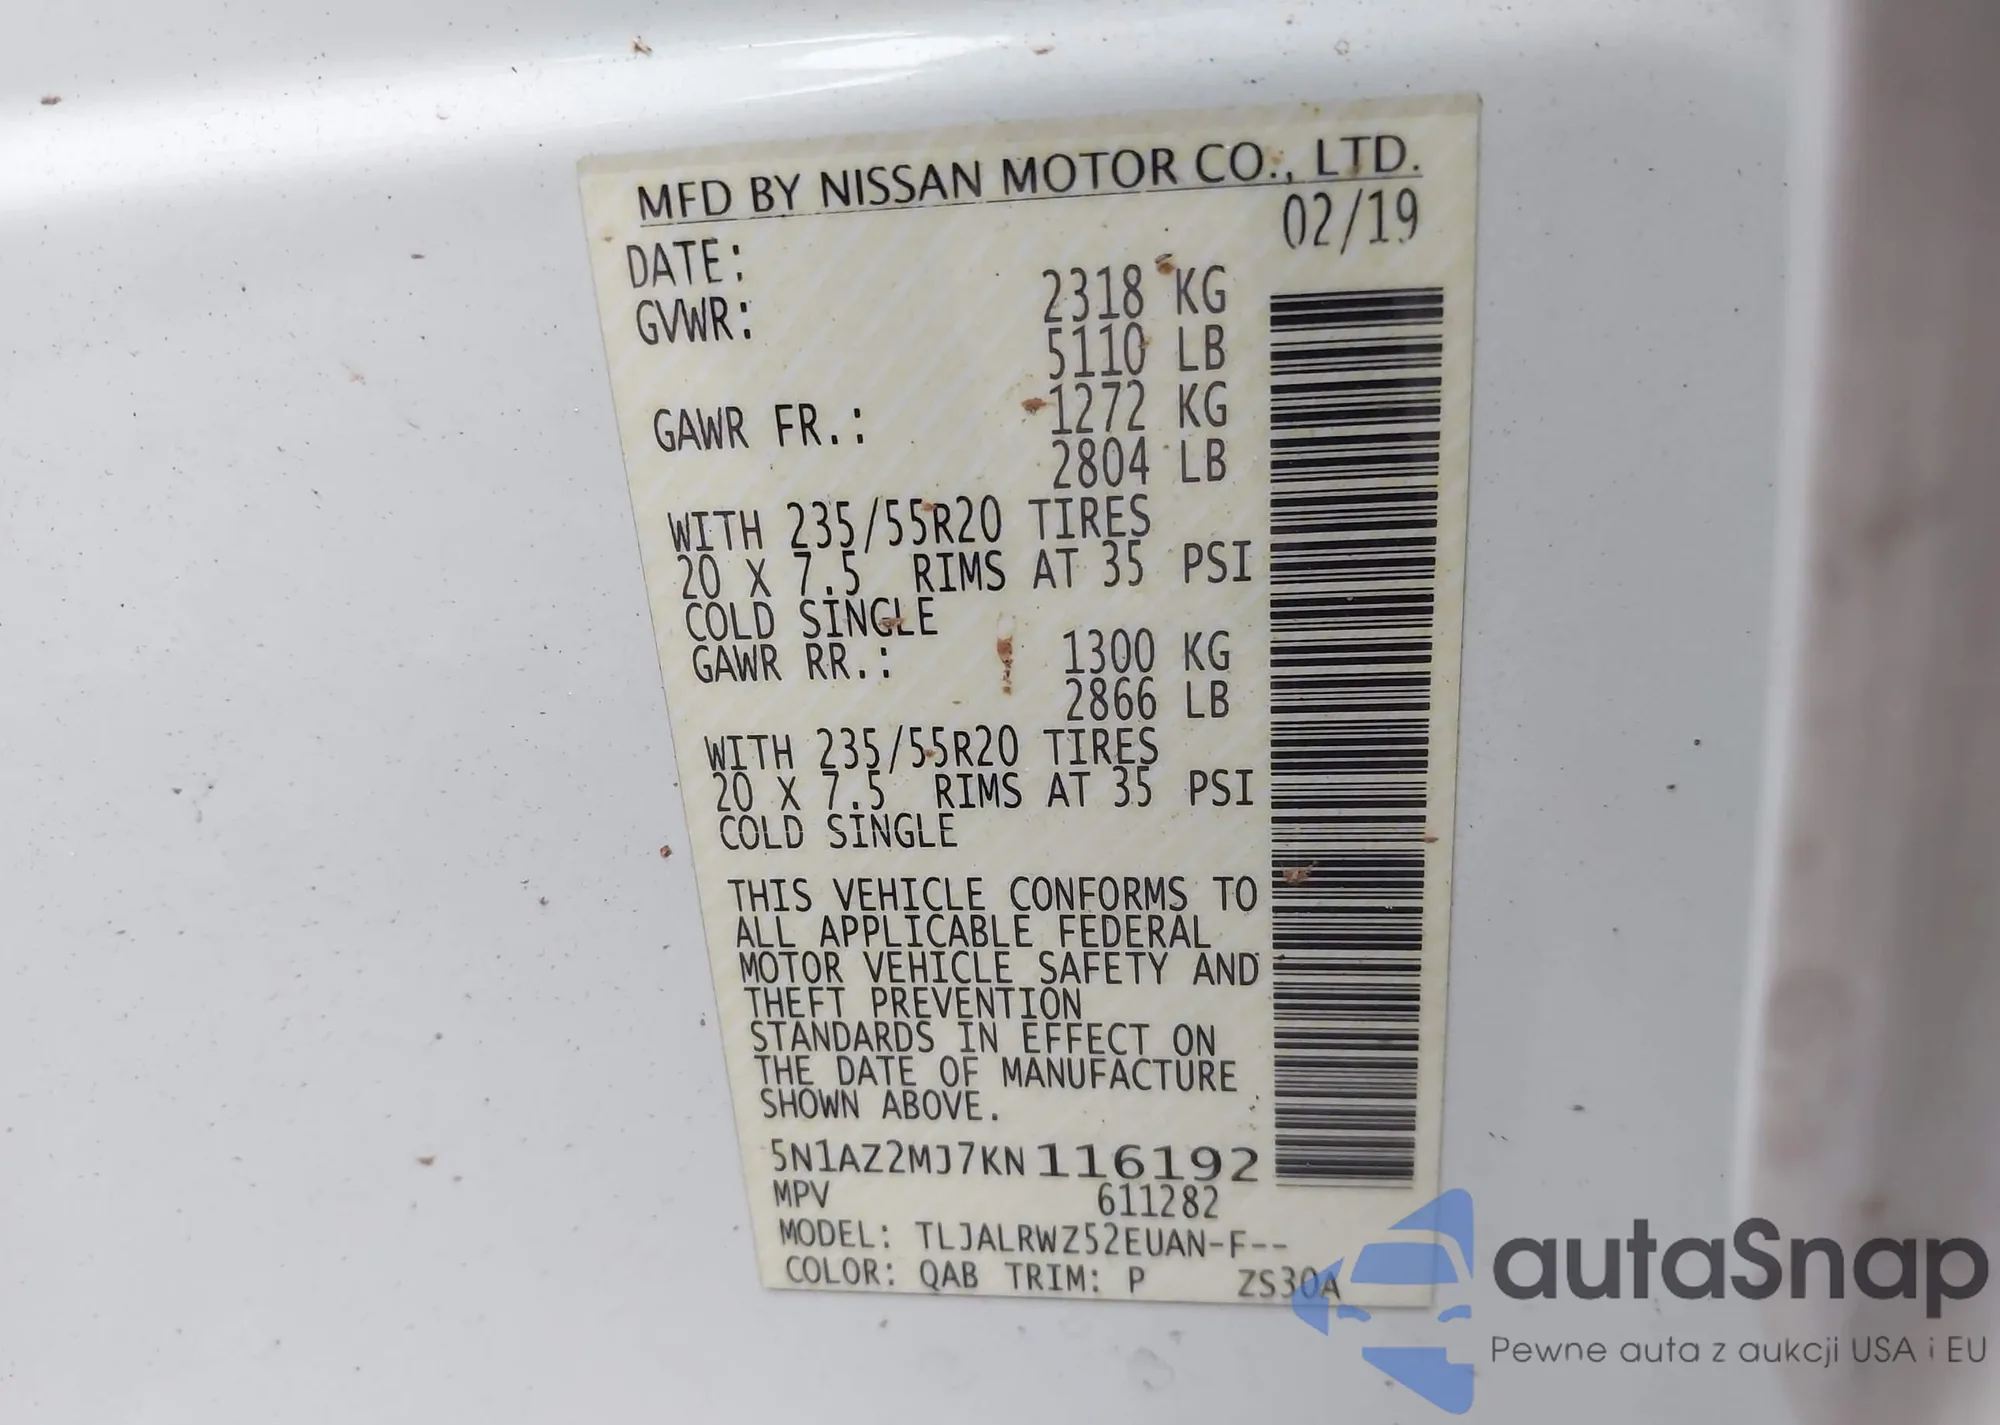 MFD BY NISSAN MOTOR CO., LTD.
DATE: 02/19
GVWR: 2318 KG
5110 LB
GAWR FR.: 1272 KG
2804 LB
WITH 235/55R20 TIRES
20 X 7.5 RIMS AT 35 PSI
COLD SINGLE
GAWR RR.: 1300 KG
2866 LB
WITH 235/55R20 TIRES
20 X 7.5 RIMS AT 35 PSI
COLD SINGLE
THIS VEHICLE CONFORMS TO
ALL APPLICABLE FEDERAL
MOTOR VEHICLE SAFETY AND
THEFT PREVENTION
STANDARDS IN EFFECT ON
THE DATE OF MANUFACTURE
SHOWN ABOVE.
5N1AZ2MJ7KN116192
MPV 611282
MODEL: TLJALRWZ52EUAN-F--
COLOR: QAB TRIM: P ZS30A
autaSnap
Pewne auta z aukcji USA i EU